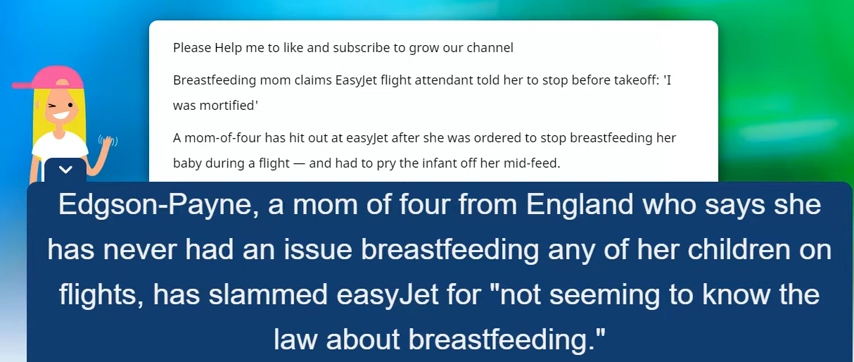 Please Help me to like and subscribe to grow our channel
Breastfeeding mom claims EasyJet flight attendant told her to stop before takeoff: 'I
was mortified'
A mom-of-four has hit out at easyJet after she was ordered to stop breastfeeding her
baby during a flight — and had to pry the infant off her mid-feed.
Edgson-Payne, a mom of four from England who says she
has never had an issue breastfeeding any of her children on
flights, has slammed easyJet for "not seeming to know the
law about breastfeeding."